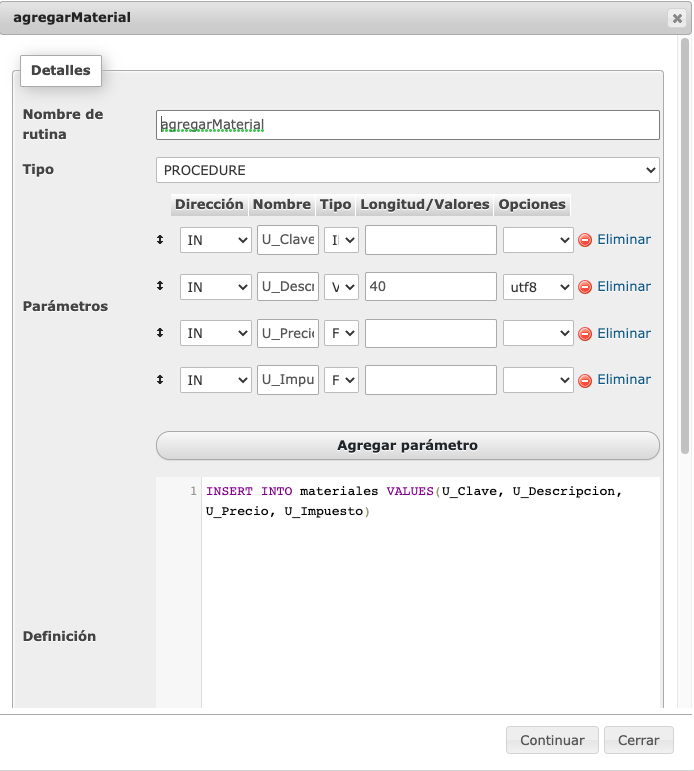 agregarMaterial
Detalles
Nombre de
rutina
agregarMaterial
Tipo
PROCEDURE
Dirección Nombre Tipo Longitud/Valores Opciones
IN U_Clave Eliminar
IN U_Desc V 40 utf8 Eliminar
Parámetros
IN U_Preci F Eliminar
IN U_Impu F Eliminar
Agregar parámetro
1 INSERT INTO materiales VALUES(U_Clave, U_Descripcion,
U_Precio, U_Impuesto)
Definición
Continuar Cerrar